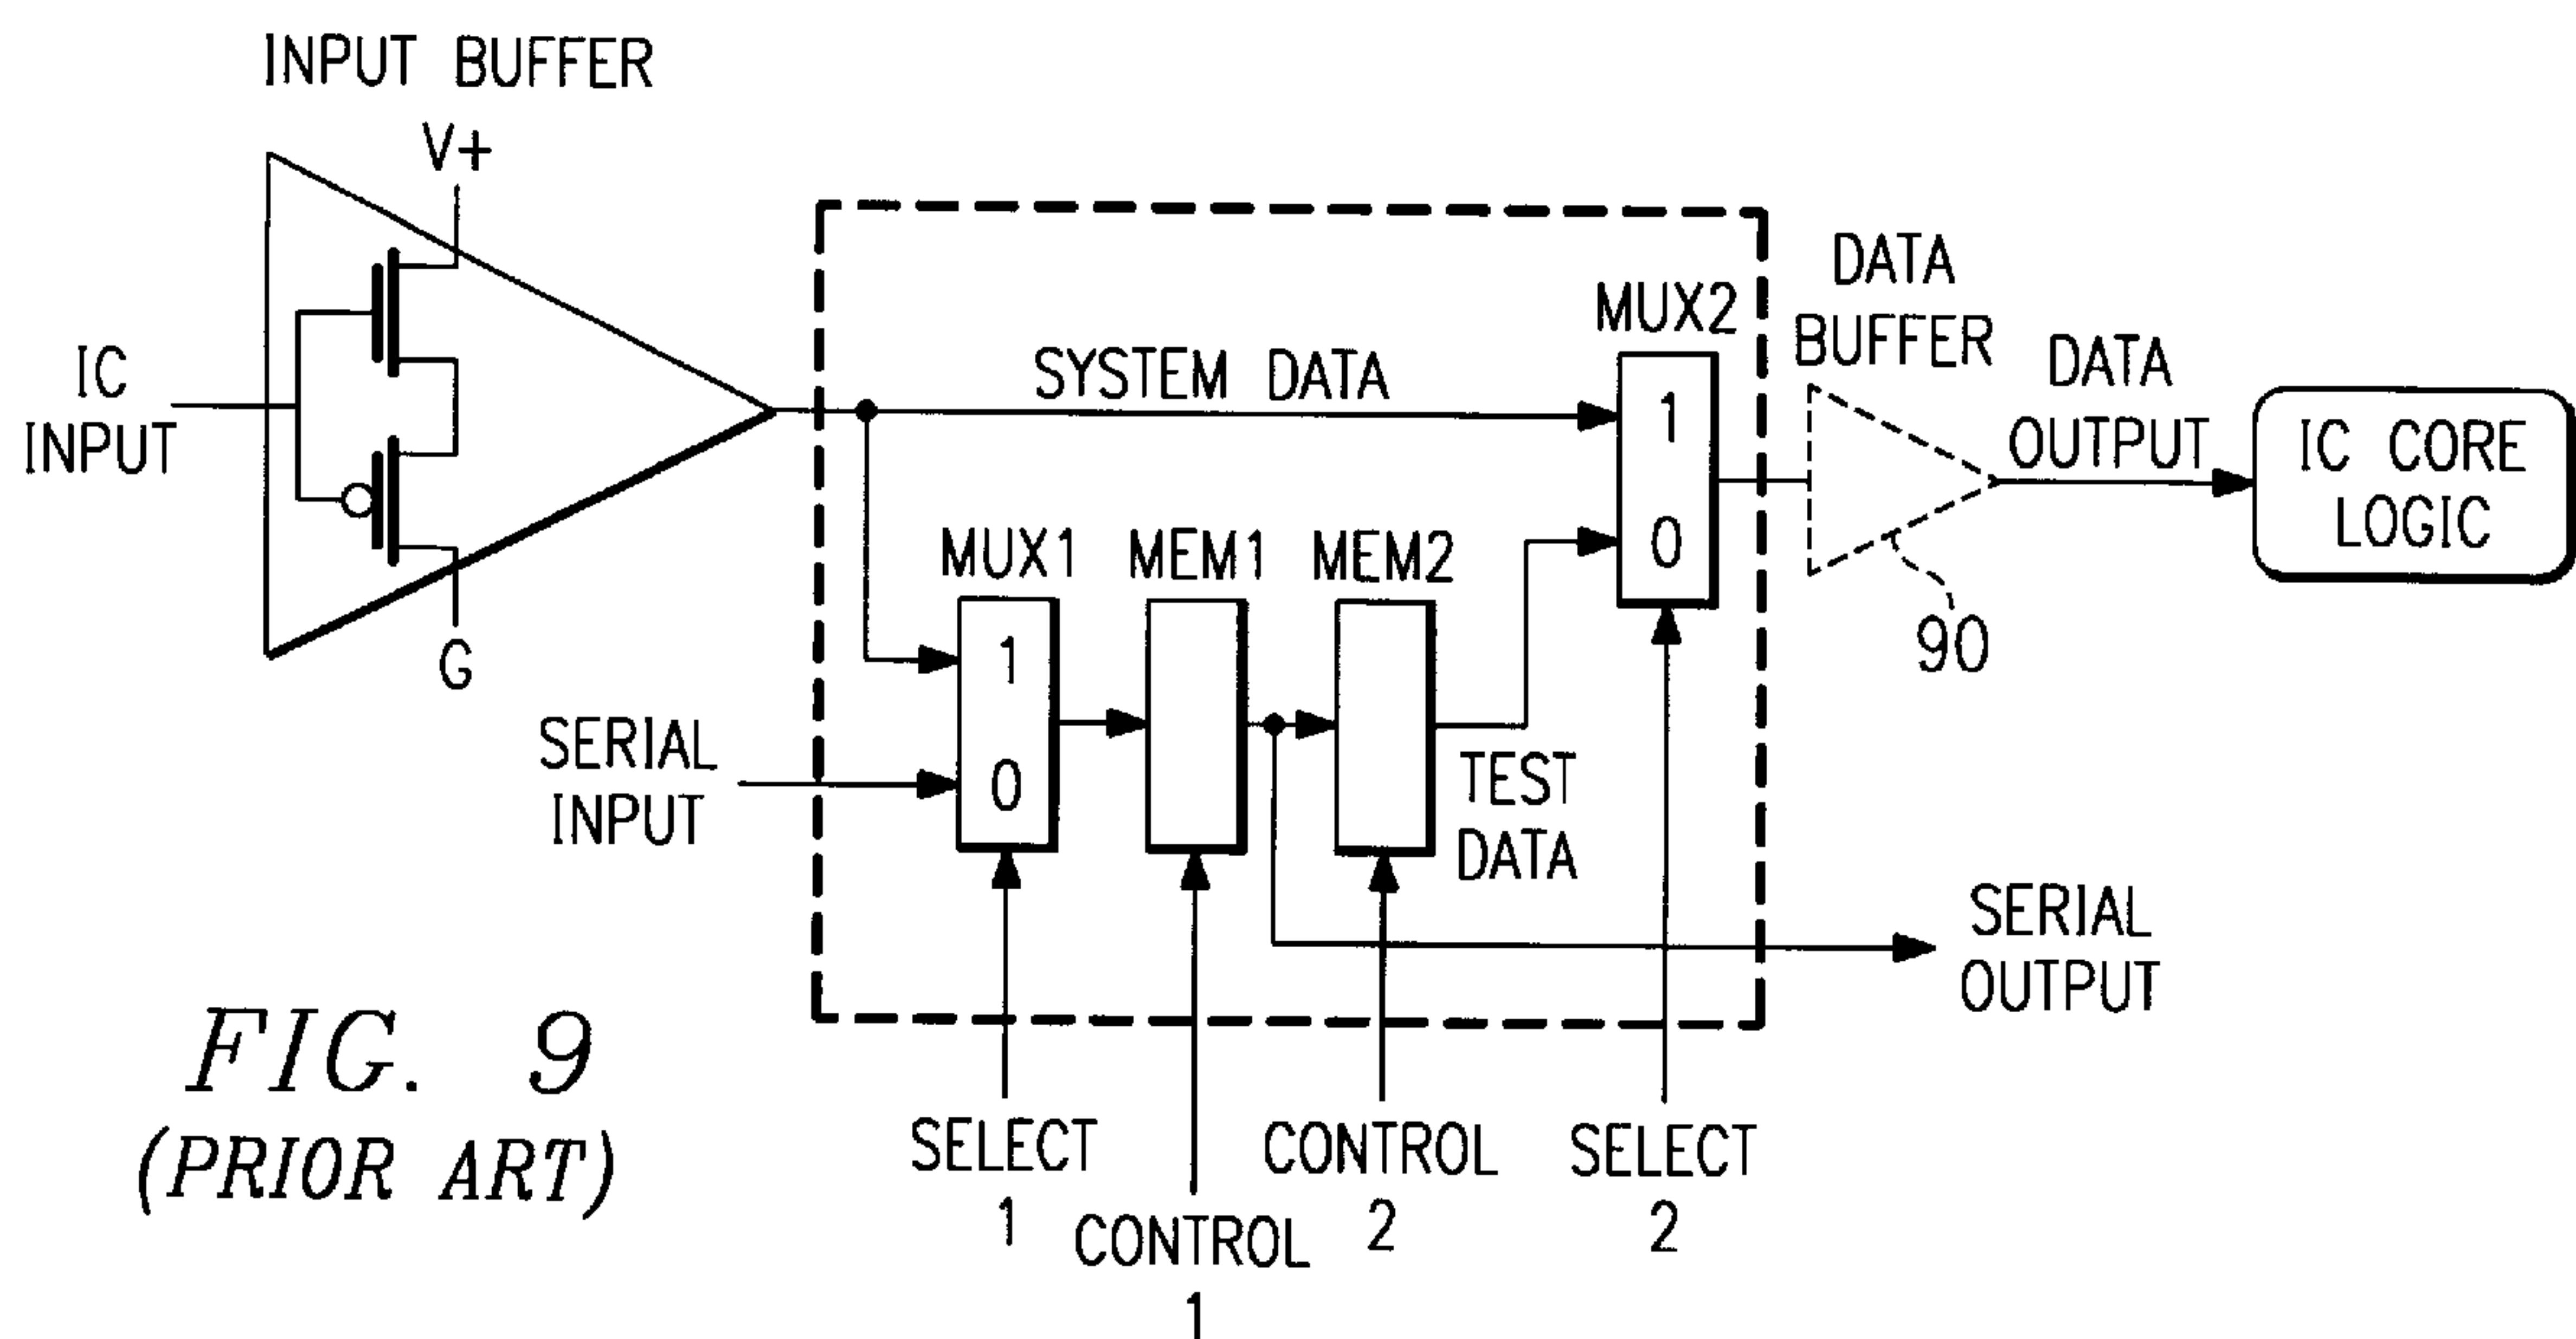 INPUT BUFFER
V+
IC
INPUT
G
SYSTEM DATA
MUX2
1
0
DATA
BUFFER
90
DATA
OUTPUT
IC CORE
LOGIC
MUX1
1
0
MEM1
MEM2
SERIAL
INPUT
TEST
DATA
SERIAL
OUTPUT
SELECT
1
CONTROL
1
CONTROL
2
SELECT
2
FIG. 9
(PRIOR ART)